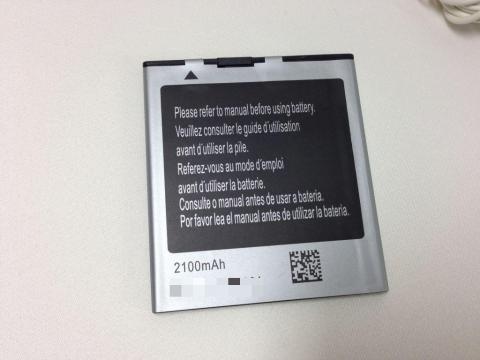 Please refer to manual before using battery.
Veuillez consulter le guide d'utilisation
avant d'utiliser la pile.
Referez-vous au mode d'emploi
avant d'utiliser la batterie.
Consulte o manual antes de usar a bateria.
Por favor lea el manual antes de utilizar la batería.
2100mAh